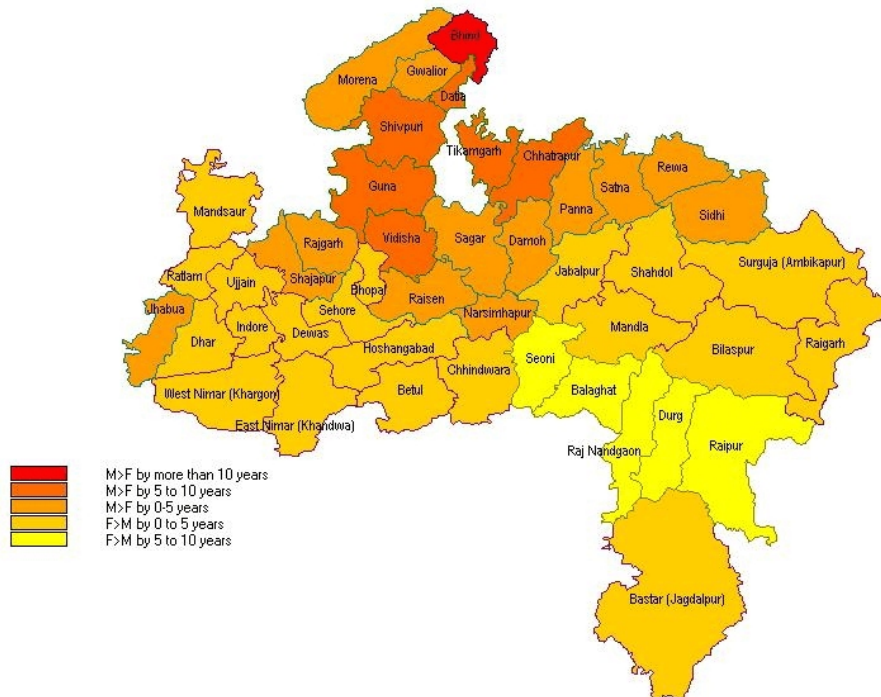 Bhind
Morena
Gwalior
Datia
Shivpuri
Tikamgarh
Chhatrapur
Rewa
Guna
Satna
Panna
Sidhi
Mandsaur
Rajgarh
Vidisha
Sagar
Damoh
Ratlam
Ujjain
Shajapur
Bhopal
Jabalpur
Shahdol
Surguja (Ambikapur)
Jhabua
Sehore
Raisen
Narsimhapur
Indore
Dewas
Dhar
Hoshangabad
Mandla
Raigarh
Seoni
Bilaspur
West Nimar (Khargon)
Betul
Chhindwara
Balaghat
East Nimar (Khandwa)
Durg
Raj Nandgaon
Raipur
M>F by more than 10 years
M>F by 5 to 10 years
M>F by 0-5 years
F>M by 0 to 5 years
F>M by 5 to 10 years
Bastar (Jagdalpur)